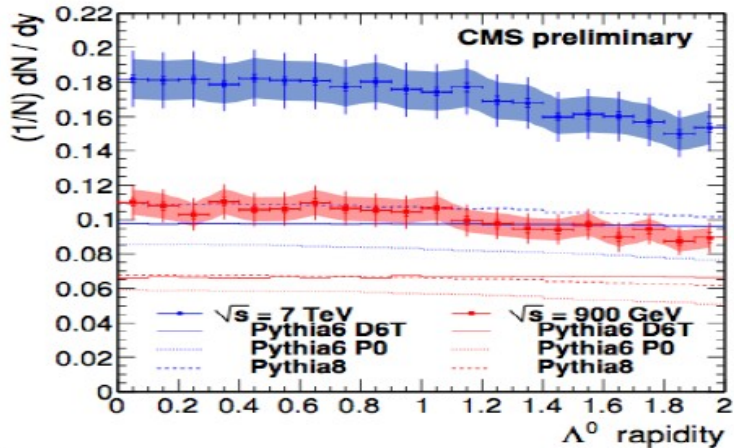 0.22
0.2
0.18
0.16
0.14
0.12
0.1
0.08
0.06
0.04
0.02
0
(1/N) dN / dy
CMS preliminary
√s = 7 TeV
Pythia6 D6T
Pythia6 P0
Pythia8
√s = 900 GeV
Pythia6 D6T
Pythia6 P0
Pythia8
0 0.2 0.4 0.6 0.8 1 1.2 1.4 1.6 1.8 2
Λ⁰ rapidity